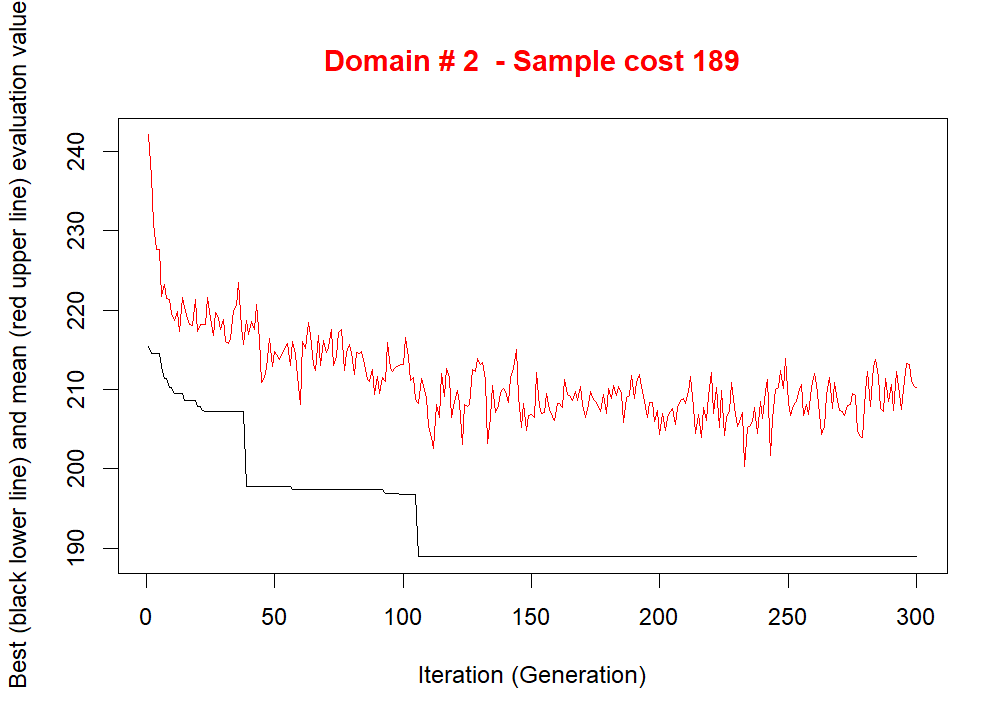 Domain # 2  - Sample cost 189
Best (black lower line) and mean (red upper line) evaluation value
240
230
220
210
200
190
0 50 100 150 200 250 300
Iteration (Generation)